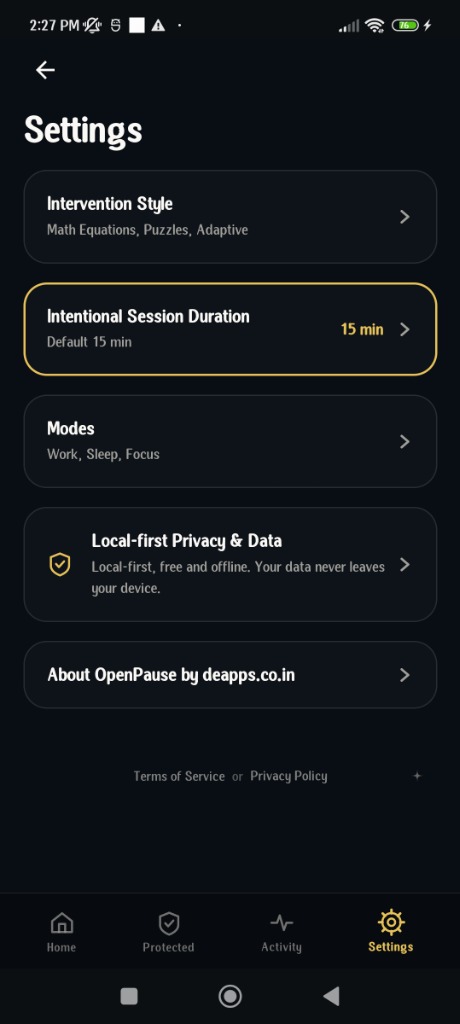 2:27 PM
76
Settings
Intervention Style
Math Equations, Puzzles, Adaptive
Intentional Session Duration
Default 15 min
15 min
Modes
Work, Sleep, Focus
Local-first Privacy & Data
Local-first, free and offline. Your data never leaves
your device.
About OpenPause by deapps.co.in
Terms of Service or Privacy Policy
Home
Protected
Activity
Settings